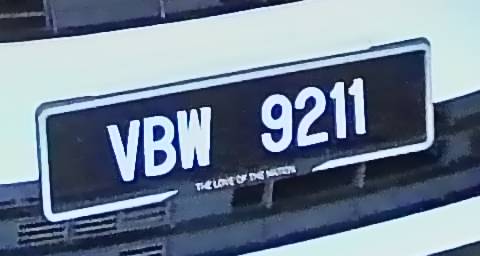 VBW 9211
THE LOVE OF THE NATION